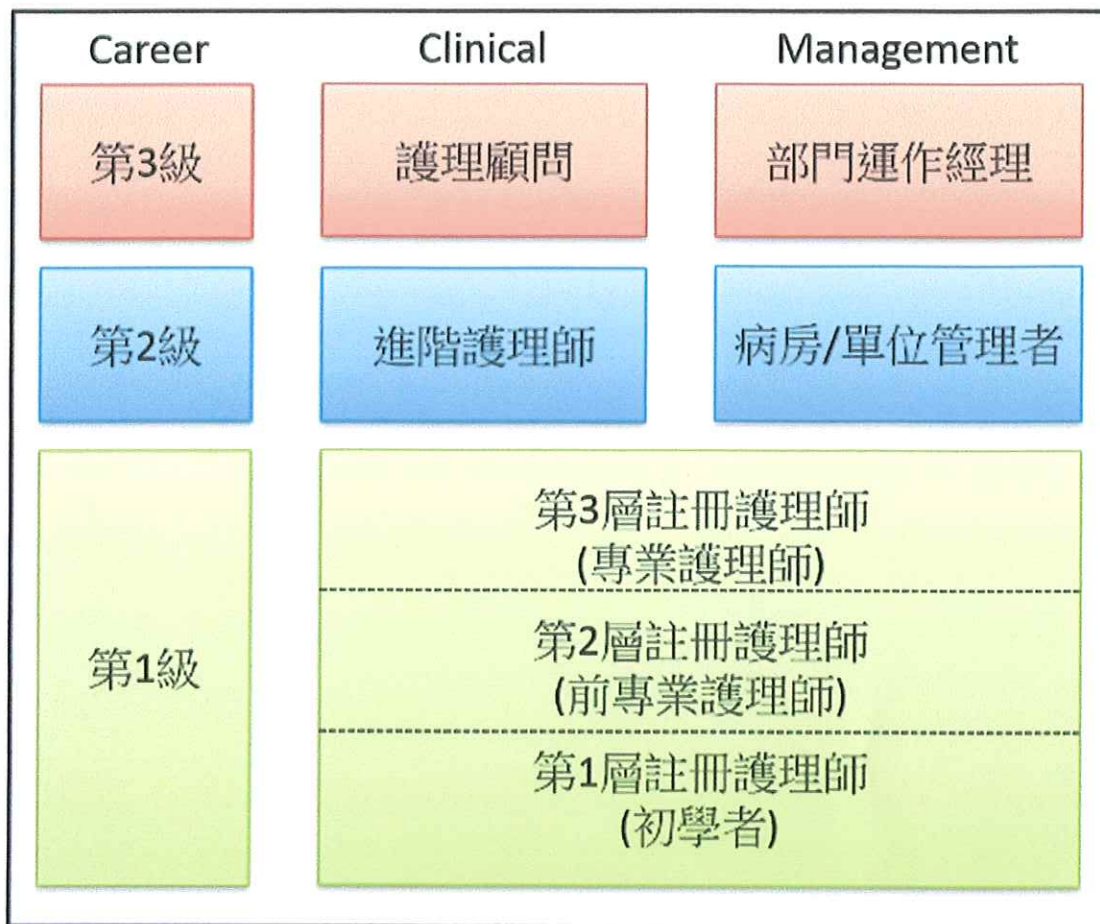 Career Clinical Management
第3級 護理顧問 部門運作經理
第2級 進階護理師 病房/單位管理者
第1級
第3層註冊護理師
(專業護理師)
第2層註冊護理師
(前專業護理師)
第1層註冊護理師
(初學者)